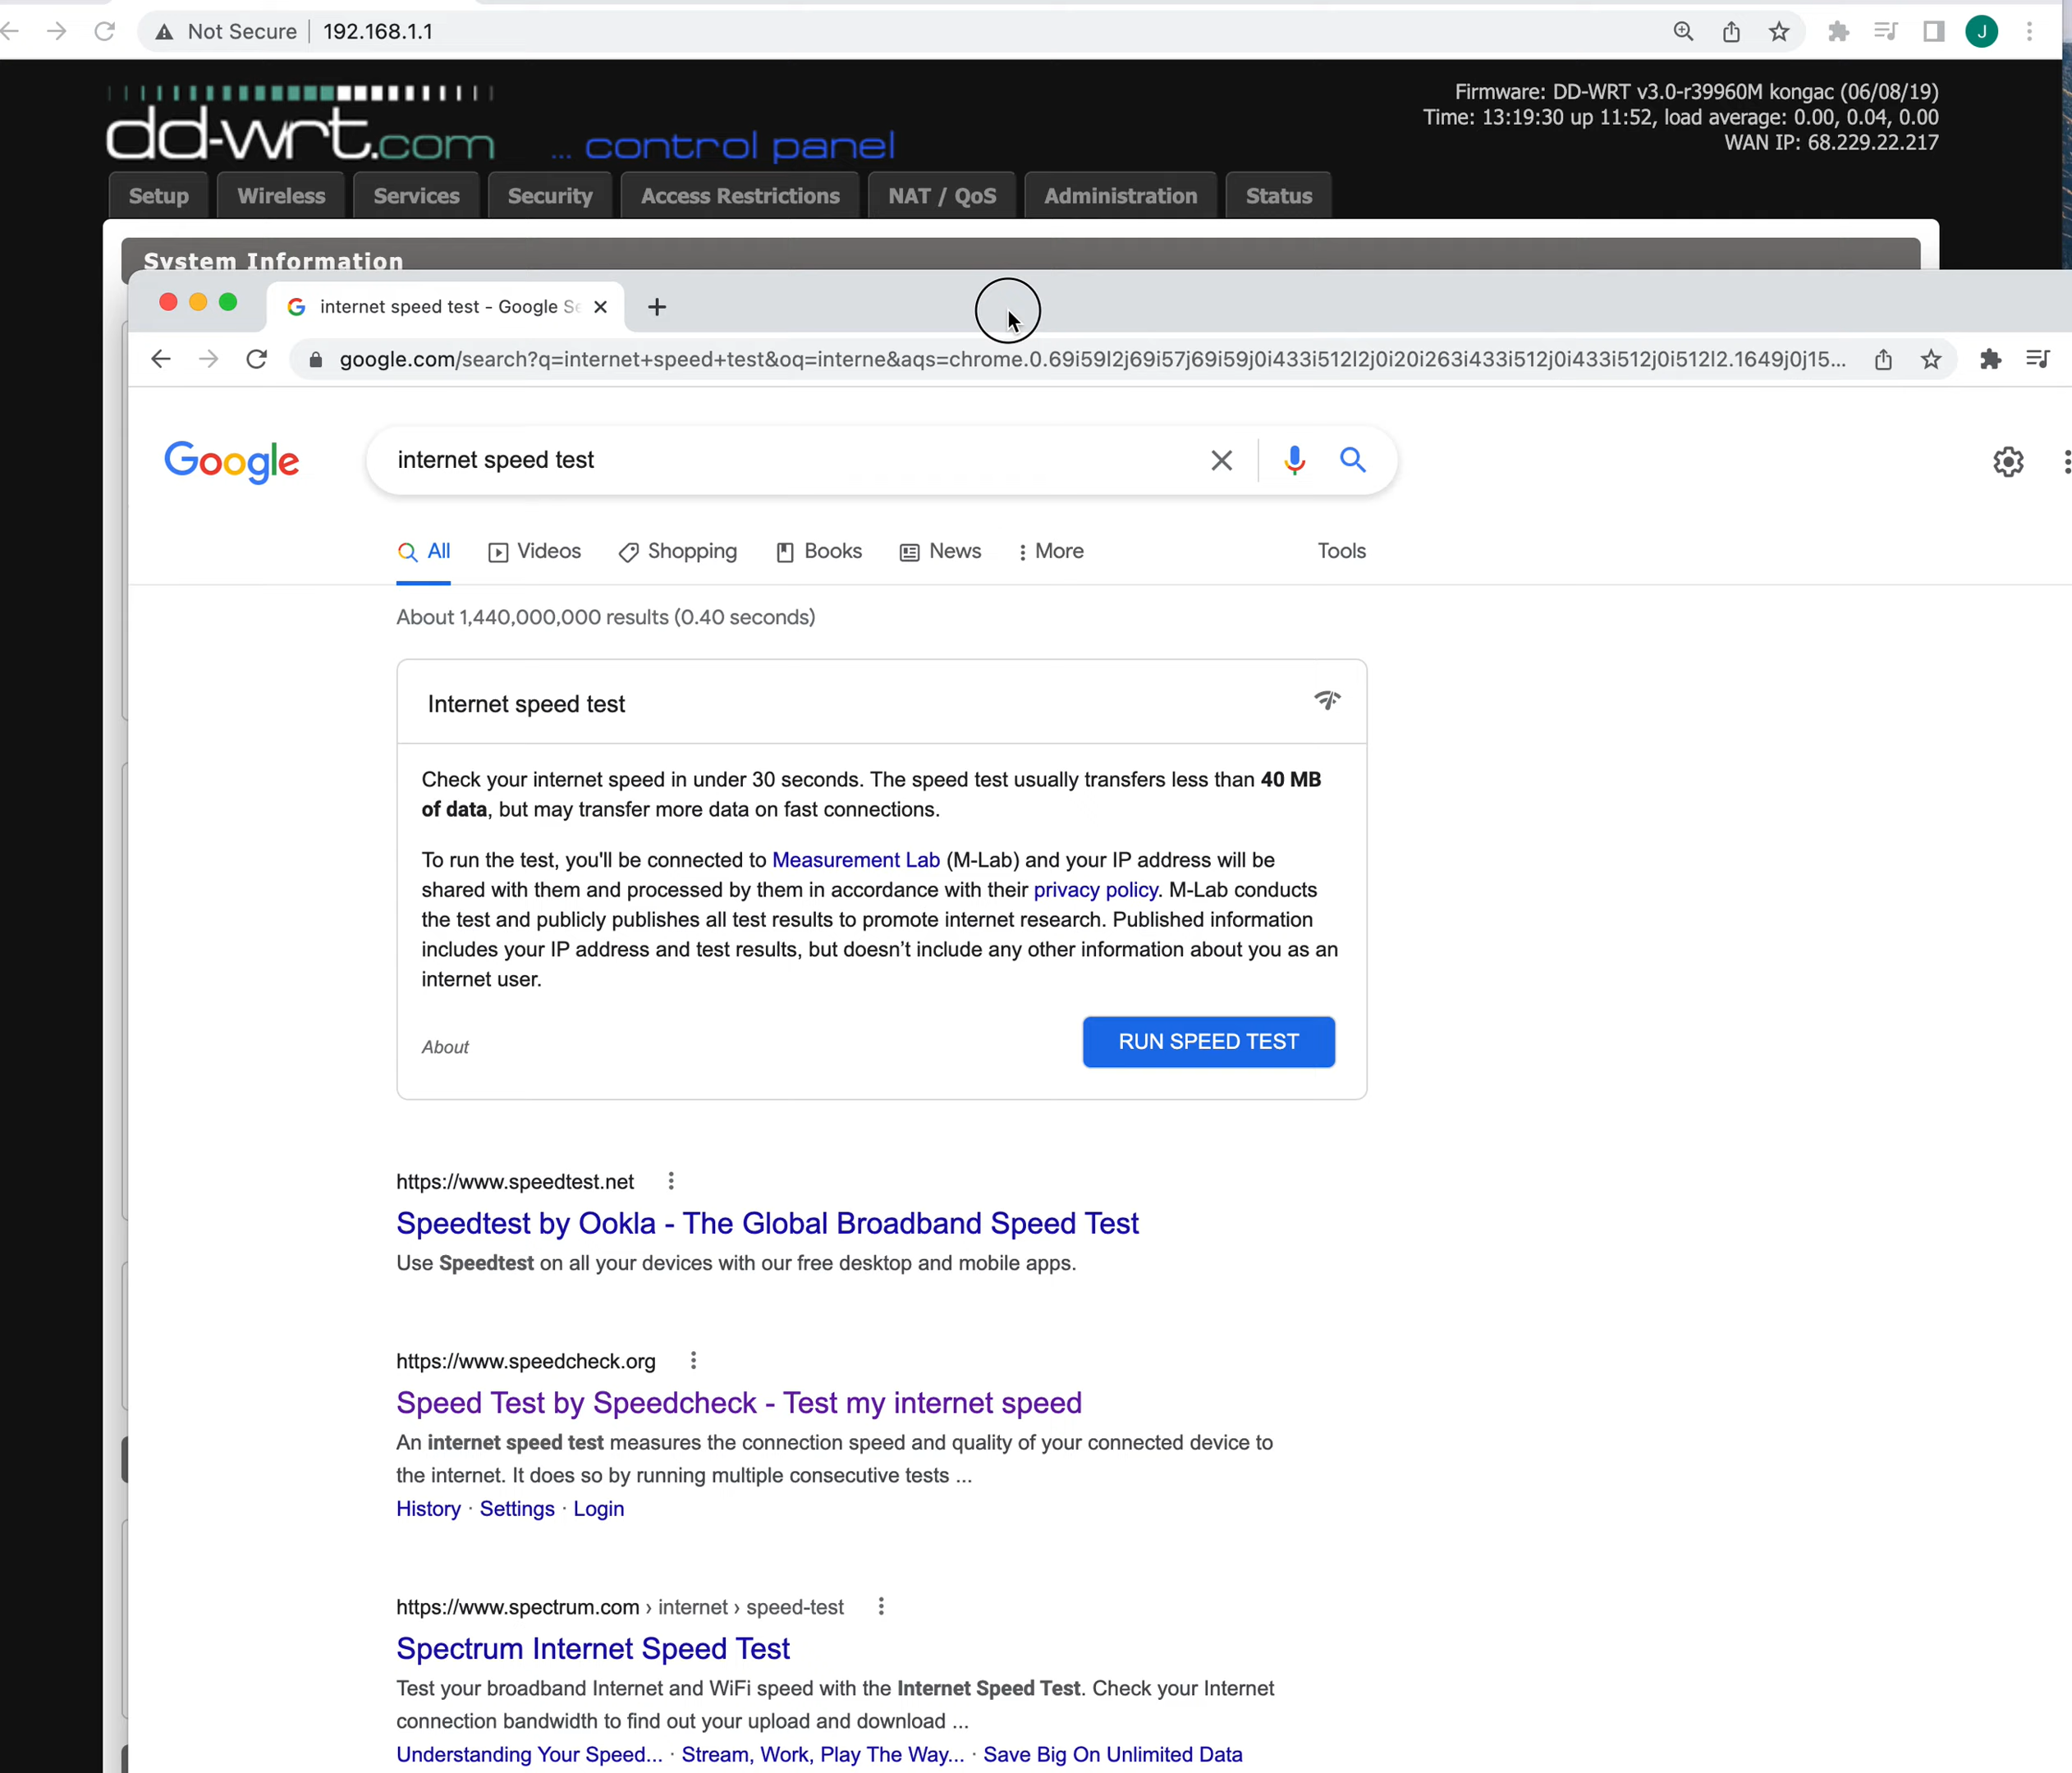 Not Secure | 192.168.1.1
J
dd-wrt.com ... control panel
Firmware: DD-WRT v3.0-r39960M kongac (06/08/19)
Time: 13:19:30 up 11:52, load average: 0.00, 0.04, 0.00
WAN IP: 68.229.22.217
Setup Wireless Services Security Access Restrictions NAT / QoS Administration Status
System Information
internet speed test - Google Se
google.com/search?q=internet+speed+test&oq=interne&aqs=chrome.0.69i59l2j69i57j69i59j0i433i512l2j0i20i263i433i512j0i433i512j0i512l2.1649j0j15...
Google
internet speed test
All Videos Shopping Books News More Tools
About 1,440,000,000 results (0.40 seconds)
Internet speed test
Check your internet speed in under 30 seconds. The speed test usually transfers less than 40 MB
of data, but may transfer more data on fast connections.
To run the test, you'll be connected to Measurement Lab (M-Lab) and your IP address will be
shared with them and processed by them in accordance with their privacy policy. M-Lab conducts
the test and publicly publishes all test results to promote internet research. Published information
includes your IP address and test results, but doesn’t include any other information about you as an
internet user.
About
RUN SPEED TEST
https://www.speedtest.net
Speedtest by Ookla - The Global Broadband Speed Test
Use Speedtest on all your devices with our free desktop and mobile apps.
https://www.speedcheck.org
Speed Test by Speedcheck - Test my internet speed
An internet speed test measures the connection speed and quality of your connected device to
the internet. It does so by running multiple consecutive tests ...
History · Settings · Login
https://www.spectrum.com › internet › speed-test
Spectrum Internet Speed Test
Test your broadband Internet and WiFi speed with the Internet Speed Test. Check your Internet
connection bandwidth to find out your upload and download ...
Understanding Your Speed... · Stream, Work, Play The Way... · Save Big On Unlimited Data